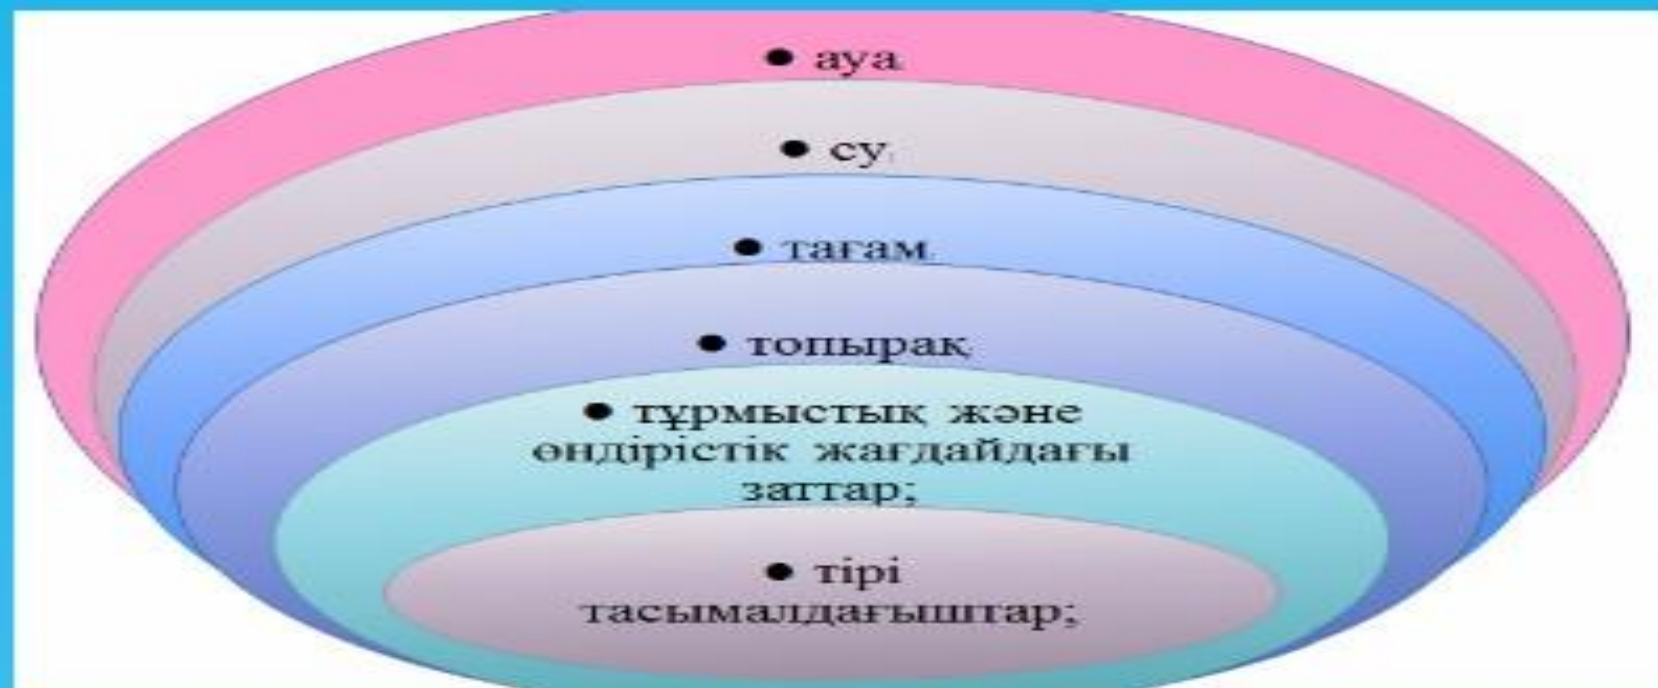 • ауа
• су
• тағам
• топырақ
• тұрмыстық және
өндірістік жағдайдағы
заттар;
• тірі
тасымалдағыштар;